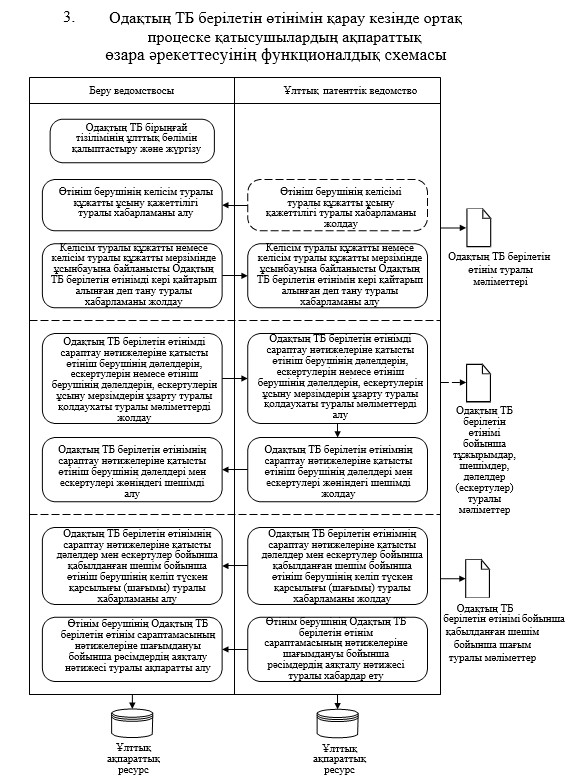 3. Одақтың ТБ берілетін өтінімін қарау кезінде ортақ
процеске қатысушылардың ақпараттық
өзара әрекеттесуінің функционалдық схемасы
Беру ведомствосы
Ұлттық патенттік ведомство
Одақтың ТБ бірыңғай
тізілімінің ұлттық бөлімін
қалыптастыру және жүргізу
Өтініш берушінің келісім туралы
құжатты ұсыну қажеттілігі
туралы хабарламаны алу
Өтініш берушінің келісімі
туралы құжатты ұсыну
қажеттілігі туралы хабарламаны
жолдау
Одақтың ТБ берілетін
өтінім туралы
мәліметтері
Келісім туралы құжатты немесе
келісім туралы құжатты мерзімінде
ұсынбауына байланысты Одақтың
ТБ берілетін өтінімді кері қайтарып
алынған деп тану туралы
хабарламаны жолдау
Келісім туралы құжатты немесе
келісім туралы құжатты мерзімінде
ұсынбауына байланысты Одақтың
ТБ берілетін өтінімін кері қайтарып
алынған деп тану туралы
хабарламаны алу
Одақтың ТБ берілетін өтінімді
сараптау нәтижелеріне қатысты
өтініш берушінің дәлелдерін,
ескертулерін немесе өтініш
берушінің дәлелдерін, ескертулерін
ұсыну мерзімдерін ұзарту туралы
қолдаухаты туралы мәліметтерді
жолдау
Одақтың ТБ берілетін өтінімді
сараптау нәтижелеріне қатысты
өтініш берушінің дәлелдерін,
ескертулерін немесе өтініш
берушінің дәлелдерін, ескертулерін
ұсыну мерзімдерін ұзарту туралы
қолдаухаты туралы мәліметтерді
алу
Одақтың ТБ
берілетін
өтінімі
бойынша
тұжырымдар,
шешімдер,
дәлелдер
(ескертулер)
туралы
мәліметтер
Одақтың ТБ берілетін өтінімнің
сараптау нәтижелеріне қатысты
өтініш берушінің дәлелдері мен
ескертулері жөніндегі шешімді
алу
Одақтың ТБ берілетін өтінімнің
сараптау нәтижелеріне қатысты
өтініш берушінің дәлелдері мен
ескертулері жөніндегі шешімді
жолдау
Одақтың ТБ берілетін өтінімнің
сараптау нәтижелеріне қатысты
дәлелдер мен ескертулер бойынша
қабылданған шешім бойынша
өтініш берушінің келіп түскен
қарсылығы (шағымы) туралы
хабарламаны алу
Одақтың ТБ берілетін өтінімнің
сараптау нәтижелеріне қатысты
дәлелдер мен ескертулер бойынша
қабылданған шешім бойынша
өтініш берушінің келіп түскен
қарсылығы (шағымы) туралы
хабарламаны жолдау
Одақтың ТБ
берілетін өтінімі бойынша
қабылданған шешім
бойынша шағым
туралы мәліметтер
Өтінім берушінің Одақтың ТБ
берілетін өтінім сараптамасының
нәтижелеріне шағымдануы
бойынша рәсімдердің аяқталу
нәтижесі туралы ақпаратты алу
Өтінім берушінің Одақтың ТБ
берілетін өтінім
сараптамасының нәтижелеріне
шағымдануы бойынша
рәсімдердің аяқталу нәтижесі
туралы хабардар ету
Ұлттық
ақпараттық
ресурс
Ұлттық
ақпараттық
ресурс